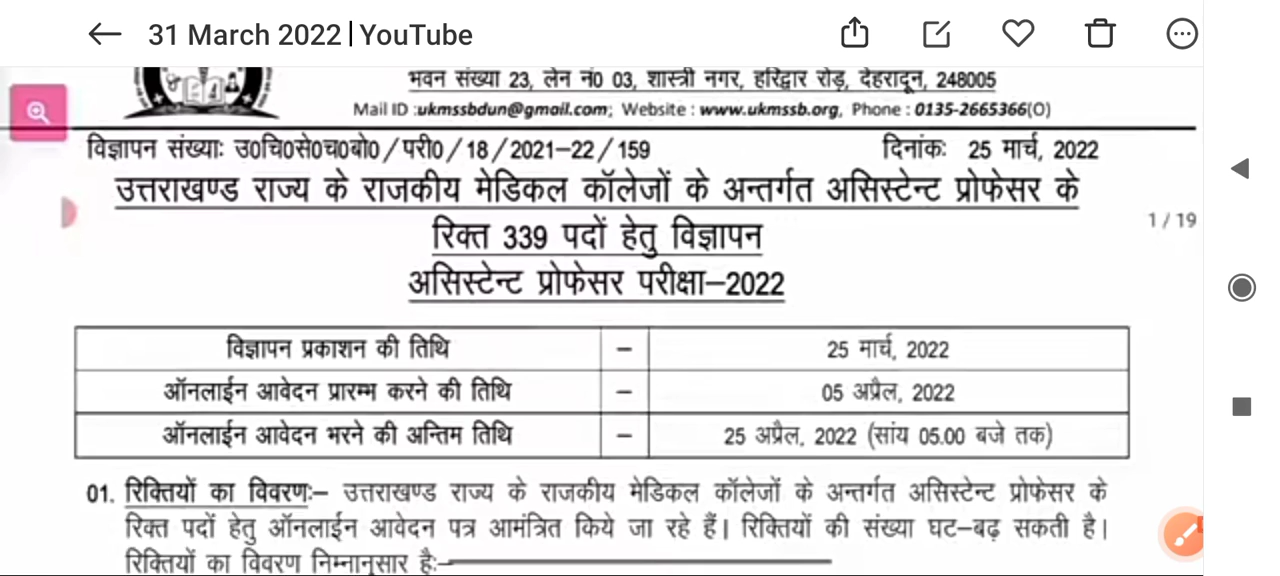 31 March 2022 | YouTube
भवन संख्या 23, लेन नं0 03, शास्त्री नगर, हरिद्वार रोड़, देहरादून, 248005
Mail ID :ukmssbdun@gmail.com; Website : www.ukmssb.org, Phone : 0135-2665366(O)
विज्ञापन संख्याः उ0चि0से0च0बो0/परी0/18/2021–22/159 दिनांकः 25 मार्च, 2022
उत्तराखण्ड राज्य के राजकीय मेडिकल कॉलेजों के अन्तर्गत असिस्टेन्ट प्रोफेसर के
रिक्त 339 पदों हेतु विज्ञापन
1 / 19
असिस्टेन्ट प्रोफेसर परीक्षा–2022
विज्ञापन प्रकाशन की तिथि – 25 मार्च, 2022
ऑनलाईन आवेदन प्रारम्भ करने की तिथि – 05 अप्रैल, 2022
ऑनलाईन आवेदन भरने की अन्तिम तिथि – 25 अप्रैल, 2022 (सांय 05.00 बजे तक)
01. रिक्तियों का विवरणः– उत्तराखण्ड राज्य के राजकीय मेडिकल कॉलेजों के अन्तर्गत असिस्टेन्ट प्रोफेसर के
रिक्त पदों हेतु ऑनलाईन आवेदन पत्र आमंत्रित किये जा रहे हैं। रिक्तियों की संख्या घट–बढ़ सकती है।
रिक्तियों का विवरण निम्नानुसार है:–